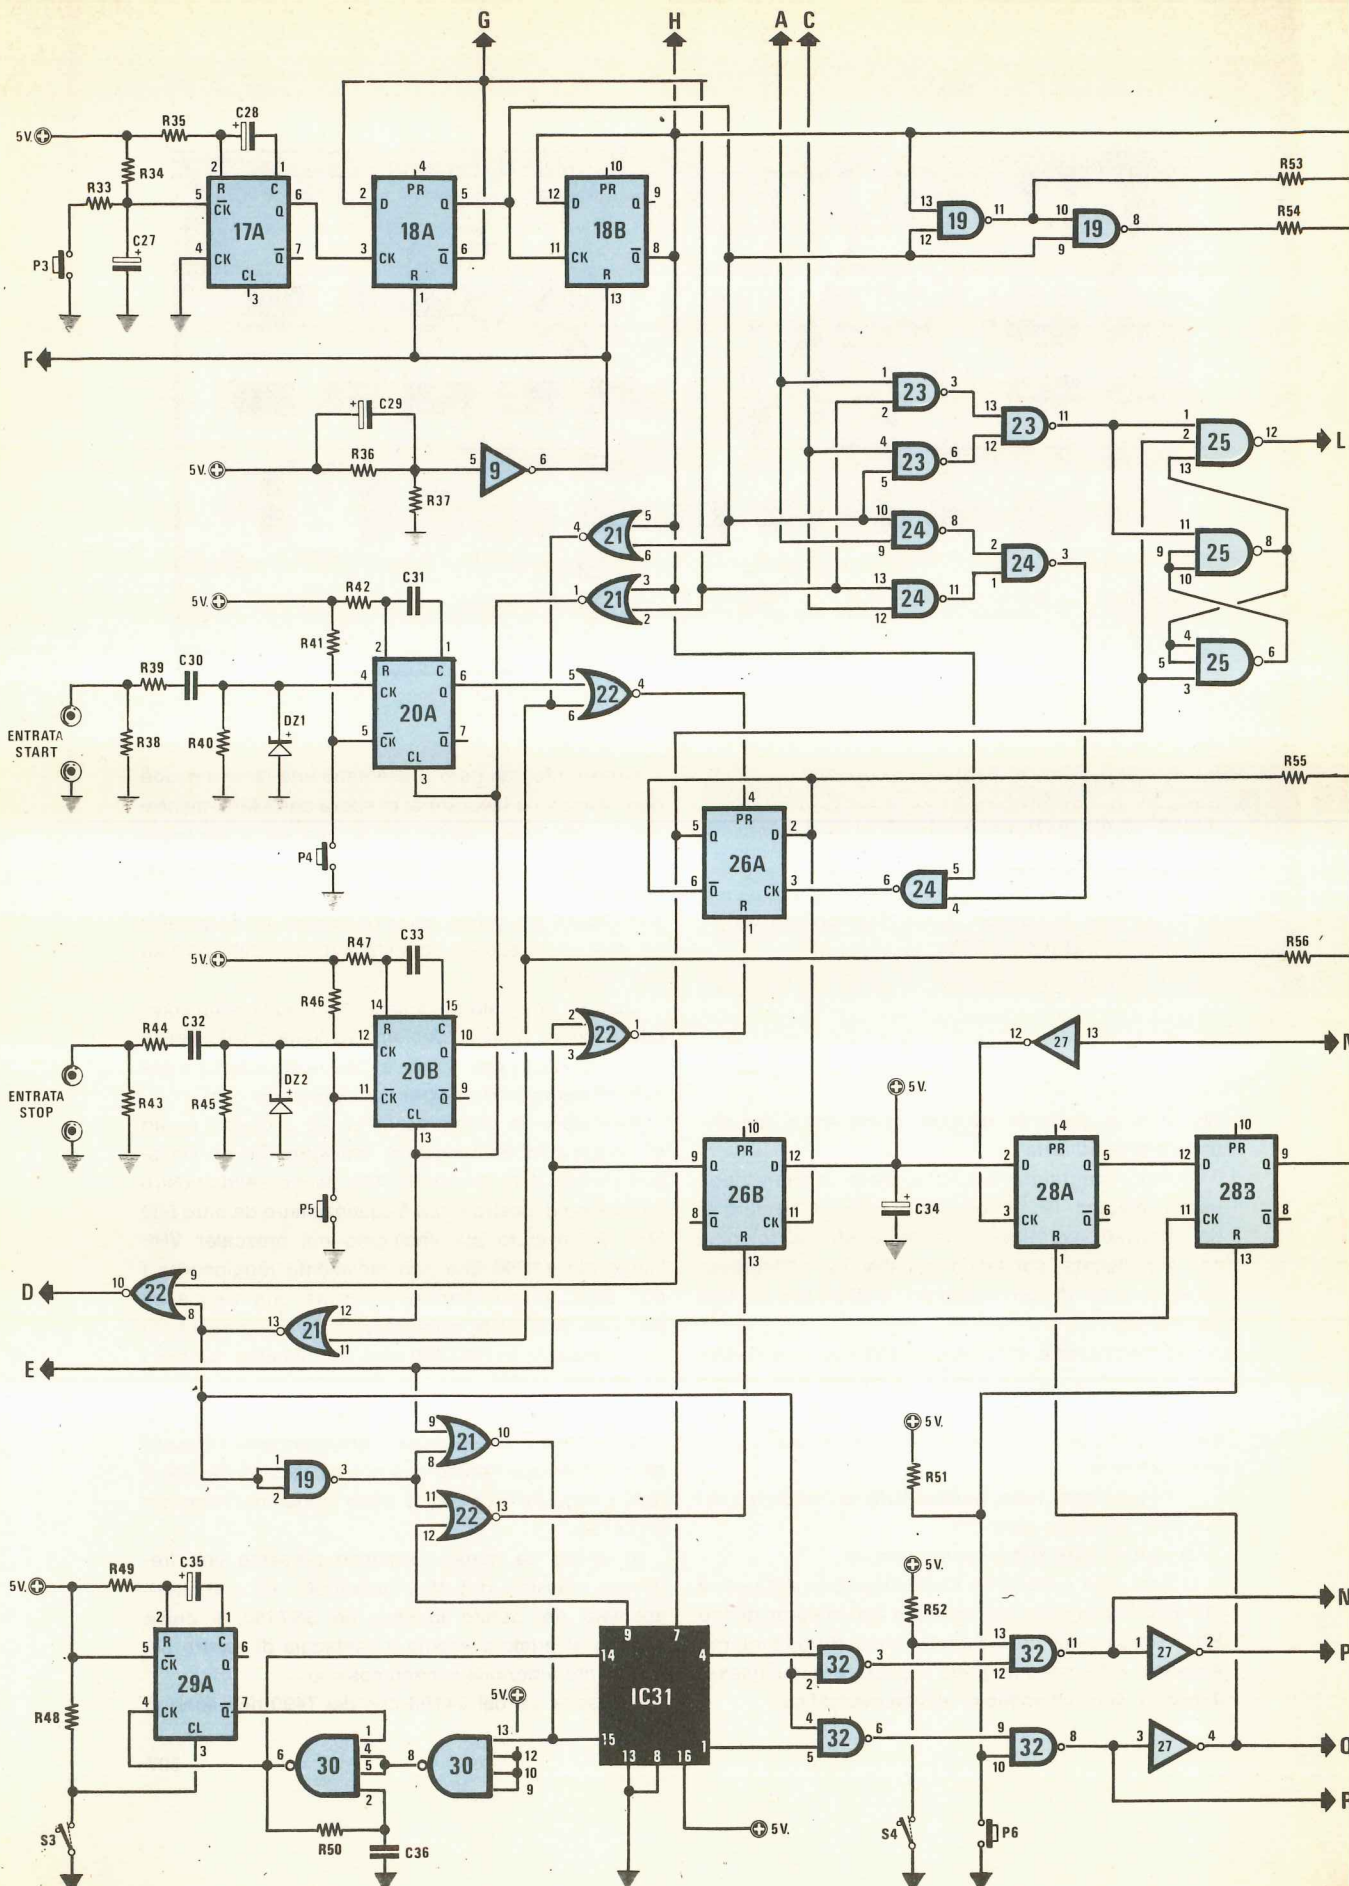 G H A C
5V. R35 C28
R34
R33
2 1
R C
5 CK Q 6
17A
C27
4 CK Q 7
P3
CL
3
4
PR
2 D Q 5
18A
3 CK Q 6
R
1
10
PR
12 D Q 9
18B
11 CK Q 8
R
13
13 19 11
12
10 19 8
9
R53
R54
F
C29
5V. R36
5 9 6
R37
1 23 3
2
4 23 6
5
13 23 11
12
1 25 12
2
13
L
4 21 5
6
10 24 8
9
2 24 3
1
11 25 8
9
10
1 21 3
2
13 24 11
12
4 25 6
5
3
5V. R42 C31
R41
2 1
R C
R39 C30
4 CK Q 6
20A
5 CK Q 7
CL
3
ENTRATA
START
R38 R40 DZ1
P4
5 22 4
6
R55
4
PR
5 Q D 2
26A
6 Q CK 3
R
1
6 24 5
4
5V. R47 C33
R46
R56
14 15
R C
R44 C32
12 CK Q 10
20B
11 CK Q 9
CL
13
ENTRATA
STOP
R43 R45 DZ2
P5
2 22 1
3
12 27 13
5V.
10
PR
9 Q D 12
26B
8 Q CK 11
R
13
C34
4
PR
2 D Q 5
28A
3 CK Q 6
R
1
10
PR
12 D Q 9
28B
11 CK Q 8
R
13
D 10 22 9
8
13 21 12
11
E
9 21 10
8
1 19 3
2
11 22 13
12
5V.
R51
5V.
R52
5V. R49 C35
2 1
R C
5 CK Q 6
29A
4 CK Q 7
CL
3
R48
S3
6 30 1
4
5
2
8 30 13
12
10
9
5V.
R50 C36
9 7
14 4
IC31
15 1
13 8 16
5V.
1 32 3
2
4 32 6
5
13 32 11
12
9 32 8
10
1 27 2
3 27 4
N
P
O
S4 P6